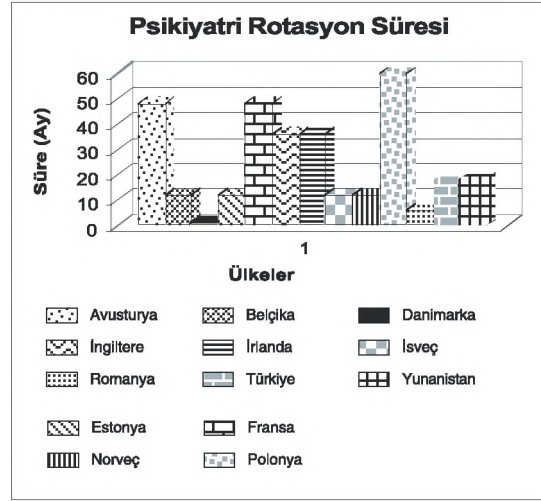 Psikiyatri Rotasyon Süresi
Süre (Ay)
60
50
40
30
20
10
0
1
Ülkeler
Avusturya Belçika Danimarka
İngiltere İrlanda İsveç
Romanya Türkiye Yunanistan
Estonya Fransa
Norveç Polonya